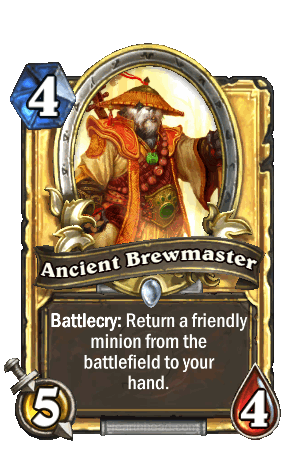 4
Ancient Brewmaster
Battlecry: Return a friendly
minion from the
battlefield to your
hand.
5
4